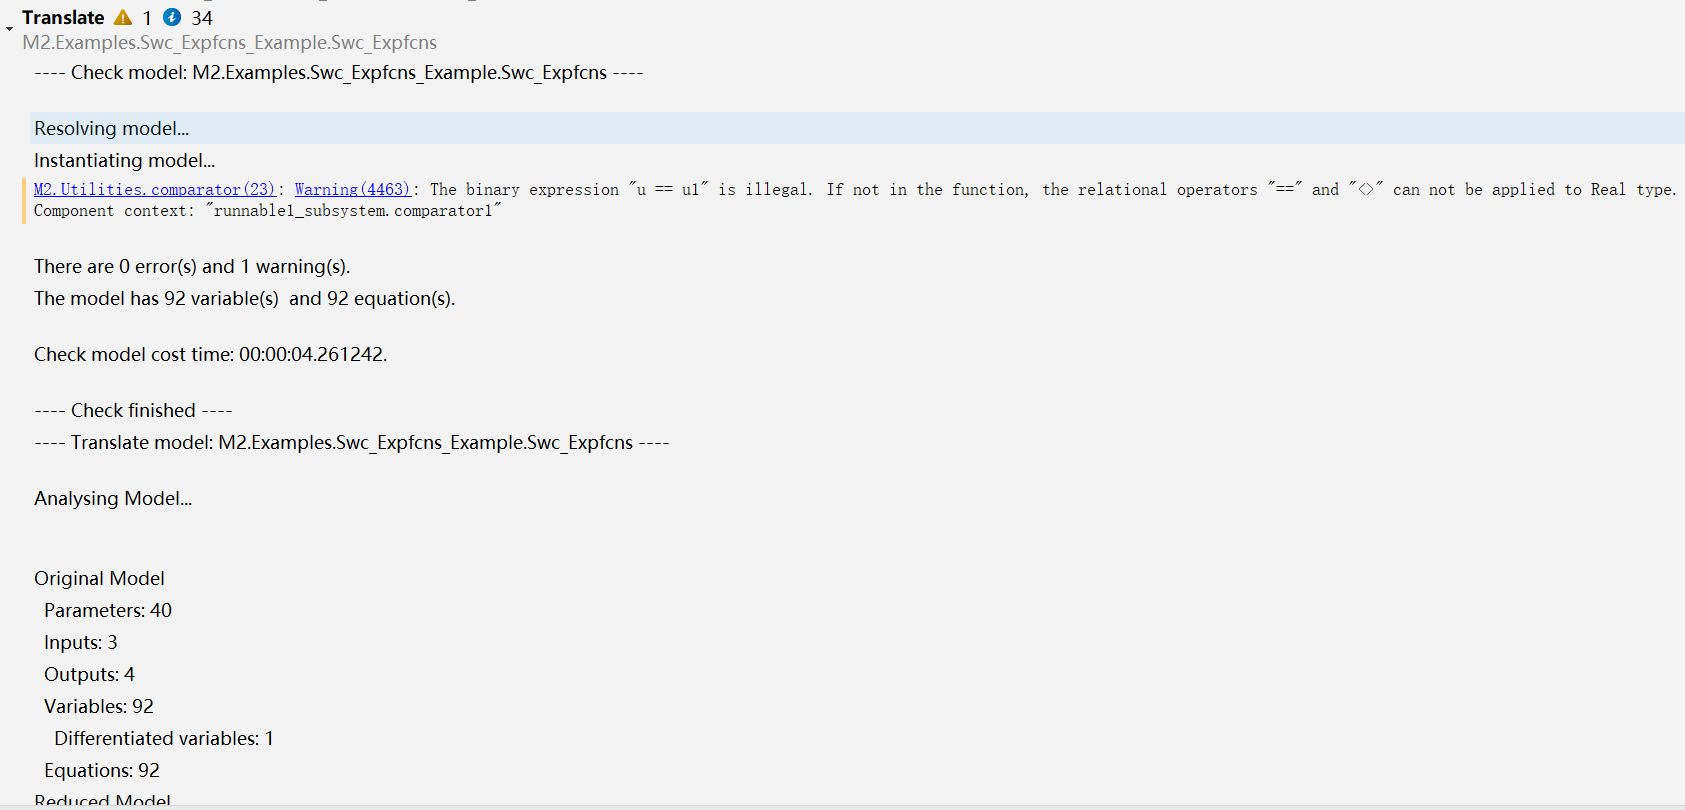 Translate 1 34
M2.Examples.Swc_Expfcns_Example.Swc_Expfcns
---- Check model: M2.Examples.Swc_Expfcns_Example.Swc_Expfcns ----
Resolving model...
Instantiating model...
M2.Utilities.comparator(23): Warning(4463): The binary expression "u == u1" is illegal. If not in the function, the relational operators "==" and "<>" can not be applied to Real type.
Component context: "runnable1_subsystem.comparator1"
There are 0 error(s) and 1 warning(s).
The model has 92 variable(s)  and 92 equation(s).
Check model cost time: 00:00:04.261242.
---- Check finished ----
---- Translate model: M2.Examples.Swc_Expfcns_Example.Swc_Expfcns ----
Analysing Model...
Original Model
Parameters: 40
Inputs: 3
Outputs: 4
Variables: 92
Differentiated variables: 1
Equations: 92
Reduced Model